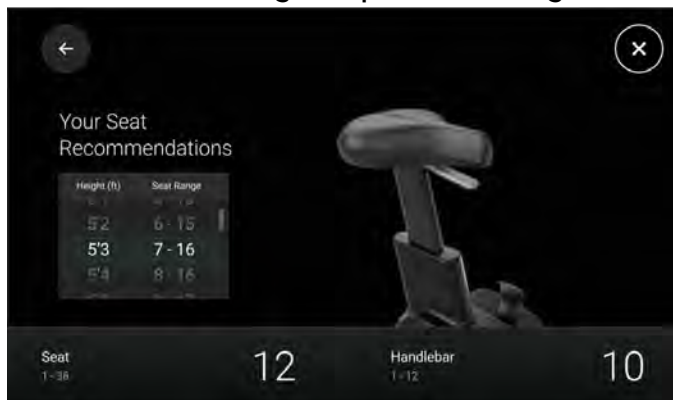 Your Seat
Recommendations
Height (ft) Seat Range
5'2 6 - 15
5'3 7 - 16
5'4 8 - 16
Seat 12 Handlebar 10
1 - 38 1 - 12